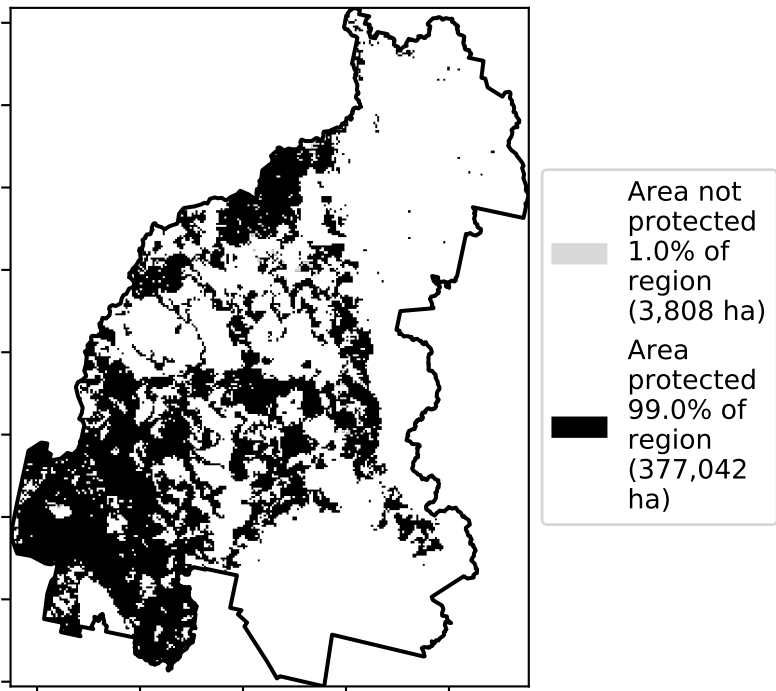 Area not
protected
1.0% of
region
(3,808 ha)
Area
protected
99.0% of
region
(377,042
ha)